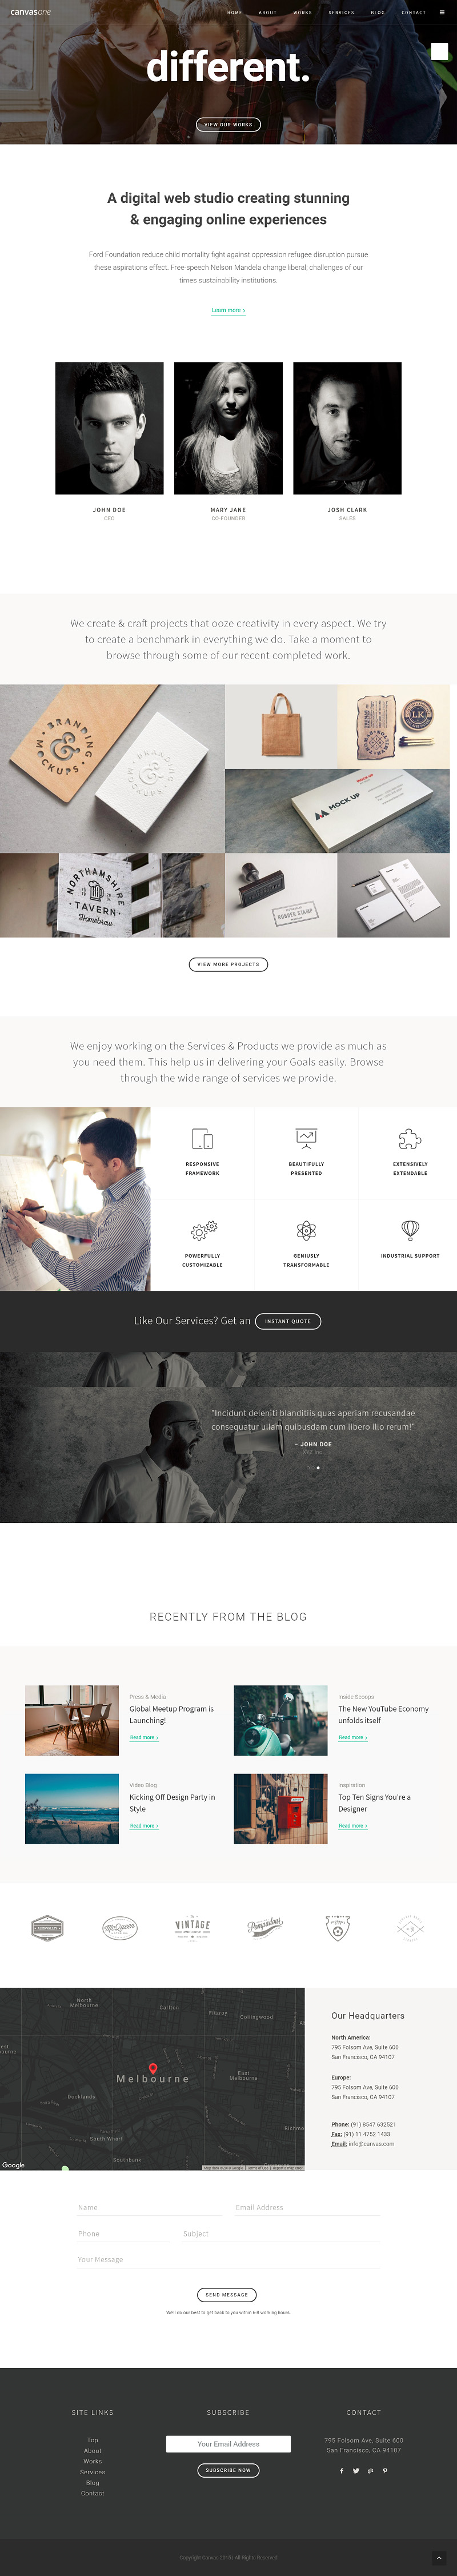 canvasone
HOME ABOUT WORKS SERVICES BLOG CONTACT
different.
VIEW OUR WORKS
A digital web studio creating stunning
& engaging online experiences
Ford Foundation reduce child mortality fight against oppression refugee disruption pursue
these aspirations effect. Free-speech Nelson Mandela change liberal; challenges of our
times sustainability institutions.
Learn more
JOHN DOE
CEO
MARY JANE
CO-FOUNDER
JOSH CLARK
SALES
We create & craft projects that ooze creativity in every aspect. We try
to create a benchmark in everything we do. Take a moment to
browse through some of our recent completed work.
BRANDING
&
MOCKUPS
BRANDING
&
MOCKUPS
LK
MOCK UP
MOCK UP
NORTHAMSHIRE
TAVERN
Homebrew
RUBBER STAMP
VIEW MORE PROJECTS
We enjoy working on the Services & Products we provide as much as
you need them. This help us in delivering your Goals easily. Browse
through the wide range of services we provide.
RESPONSIVE
FRAMEWORK
BEAUTIFULLY
PRESENTED
EXTENSIVELY
EXTENDABLE
POWERFULLY
CUSTOMIZABLE
GENIUSLY
TRANSFORMABLE
INDUSTRIAL SUPPORT
Like Our Services? Get an INSTANT QUOTE
"Incidunt deleniti blanditiis quas aperiam recusandae
consequatur ullam quibusdam cum libero illo rerum!"
– JOHN DOE
XYZ Inc.
RECENTLY FROM THE BLOG
Press & Media
Global Meetup Program is
Launching!
Read more
Inside Scoops
The New YouTube Economy
unfolds itself
Read more
Video Blog
Kicking Off Design Party in
Style
Read more
Inspiration
Top Ten Signs You're a
Designer
Read more
McQueen
VINTAGE
Pompadous
North
Melbourne
Carlton
Fitzroy
Collingwood
East
Melbourne
Melbourne
Docklands
South Wharf
Southbank
Richmo
Google
Our Headquarters
North America:
795 Folsom Ave, Suite 600
San Francisco, CA 94107
Europe:
795 Folsom Ave, Suite 600
San Francisco, CA 94107
Phone: (91) 8547 632521
Fax: (91) 11 4752 1433
Email: info@canvas.com
Name
Email Address
Phone
Subject
Your Message
SEND MESSAGE
We'll do our best to get back to you within 6-8 working hours.
SITE LINKS
Top
About
Works
Services
Blog
Contact
SUBSCRIBE
Your Email Address
SUBSCRIBE NOW
CONTACT
795 Folsom Ave, Suite 600
San Francisco, CA 94107
Copyright Canvas 2015 | All Rights Reserved